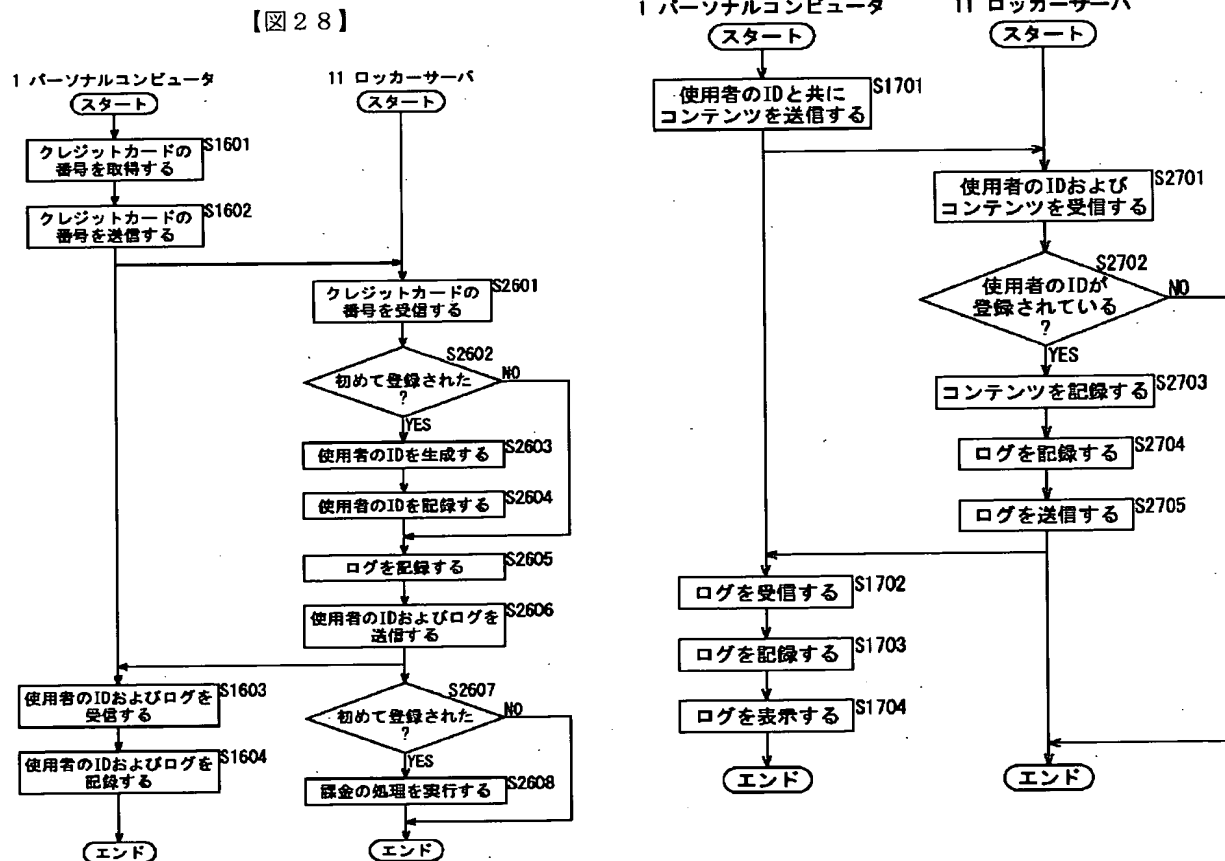 【図２８】
1 パーソナルコンピュータ
11 ロッカーサーバ
スタート
スタート
クレジットカードの
番号を取得する
S1601
クレジットカードの
番号を送信する
S1602
クレジットカードの
番号を受信する
S2601
初めて登録された
?
S2602
NO
YES
使用者のIDを生成する
S2603
使用者のIDを記録する
S2604
ログを記録する
S2605
使用者のIDおよびログを
送信する
S2606
使用者のIDおよびログを
受信する
S1603
初めて登録された
?
S2607
NO
YES
使用者のIDおよびログを
記録する
S1604
課金の処理を実行する
S2608
エンド
エンド
1 パーソナルコンピュータ
11 ロッカーサーバ
スタート
スタート
使用者のIDと共に
コンテンツを送信する
S1701
使用者のIDおよび
コンテンツを受信する
S2701
使用者のIDが
登録されている
?
S2702
NO
YES
コンテンツを記録する
S2703
ログを記録する
S2704
ログを送信する
S2705
ログを受信する
S1702
ログを記録する
S1703
ログを表示する
S1704
エンド
エンド